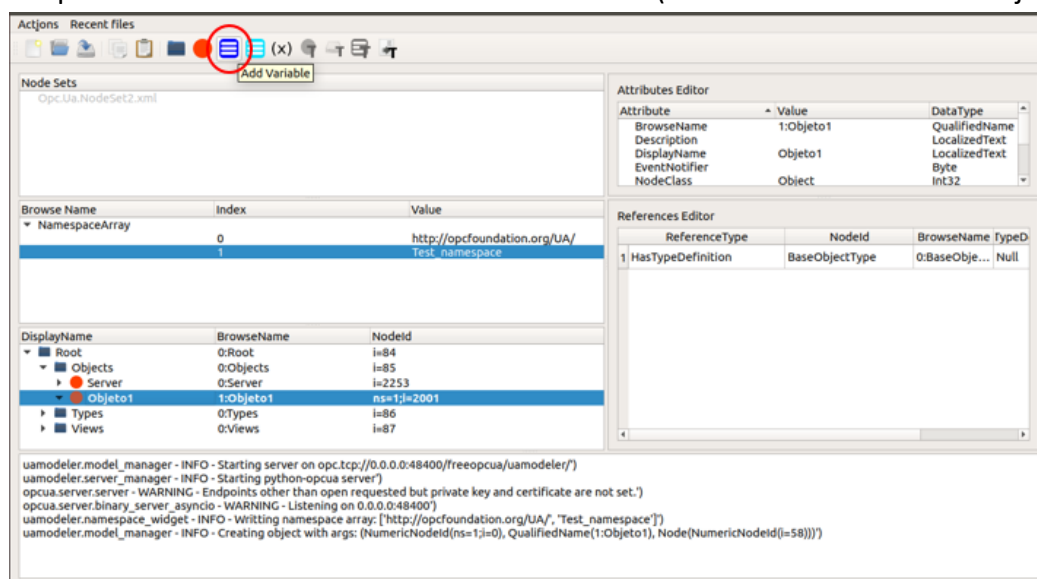 Actions Recent files
(x) T T T
Add Variable
Node Sets
Opc.Ua.NodeSet2.xml
Attributes Editor
Attribute Value DataType
BrowseName 1:Objeto1 QualifiedName
Description LocalizedText
DisplayName Objeto1 LocalizedText
EventNotifier Byte
NodeClass Object Int32
Browse Name Index Value
NamespaceArray
0 http://opcfoundation.org/UA/
1 Test_namespace
References Editor
ReferenceType NodeId BrowseName TypeD
1 HasTypeDefinition BaseObjectType 0:BaseObje... Null
DisplayName BrowseName NodeId
Root 0:Root i=84
Objects 0:Objects i=85
Server 0:Server i=2253
Objeto1 1:Objeto1 ns=1;i=2001
Types 0:Types i=86
Views 0:Views i=87
uamodeler.model_manager - INFO - Starting server on opc.tcp://0.0.0.0:48400/freeopcua/uamodeler/')
uamodeler.server_manager - INFO - Starting python-opcua server')
opcua.server.server - WARNING - Endpoints other than open requested but private key and certificate are not set.')
opcua.server.binary_server_asyncio - WARNING - Listening on 0.0.0.0:48400')
uamodeler.namespace_widget - INFO - Writting namespace array: ['http://opcfoundation.org/UA/', 'Test_namespace']')
uamodeler.model_manager - INFO - Creating object with args: (NumericNodeId(ns=1;i=0), QualifiedName(1:Objeto1), Node(NumericNodeId(i=58)))')